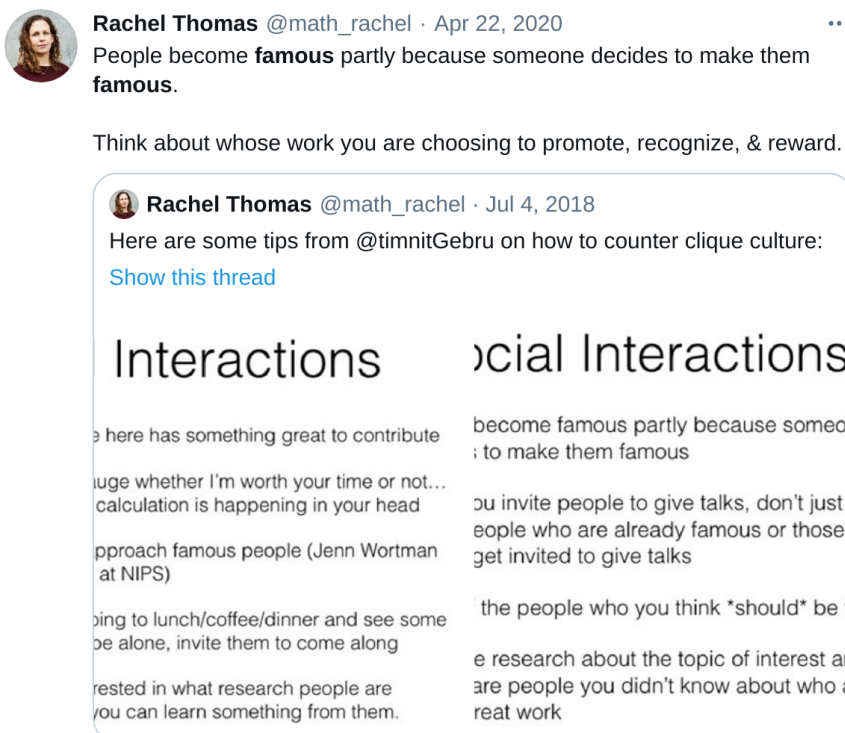 Rachel Thomas @math_rachel · Apr 22, 2020
People become famous partly because someone decides to make them
famous.
Think about whose work you are choosing to promote, recognize, & reward.
Rachel Thomas @math_rachel · Jul 4, 2018
Here are some tips from @timnitGebru on how to counter clique culture:
Show this thread
Interactions
here has something great to contribute
whether I'm worth your time or not...
calculation is happening in your head
famous people (Jenn Wortman
at NIPS)
to lunch/coffee/dinner and see some
alone, invite them to come along
in what research people are
you can learn something from them.
ocial Interactions
become famous partly because someo
to make them famous
ou invite people to give talks, don't just
eople who are already famous or those
get invited to give talks
the people who you think *should* be
e research about the topic of interest a
are people you didn't know about who
reat work